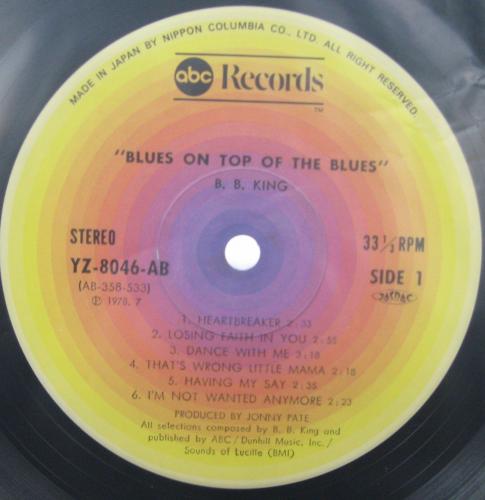 MADE IN JAPAN BY NIPPON COLUMBIA CO., LTD. ALL RIGHT RESERVED.
abc Records
TM
"BLUES ON TOP OF THE BLUES"
B. B. KING
STEREO
33 1/3 RPM
YZ-8046-AB
SIDE 1
(AB-358-533)
Ⓟ 1978. 7
1. HEARTBREAKER 2:33
2. LOSING FAITH IN YOU 2:55
3. DANCE WITH ME 3:18
4. THAT'S WRONG LITTLE MAMA 2:18
5. HAVING MY SAY 2:35
6. I'M NOT WANTED ANYMORE 2:23
PRODUCED BY JONNY PATE
All selections composed by B. B. King and
published by ABC/Dunhill Music, Inc./
Sounds of Lucille (BMI)